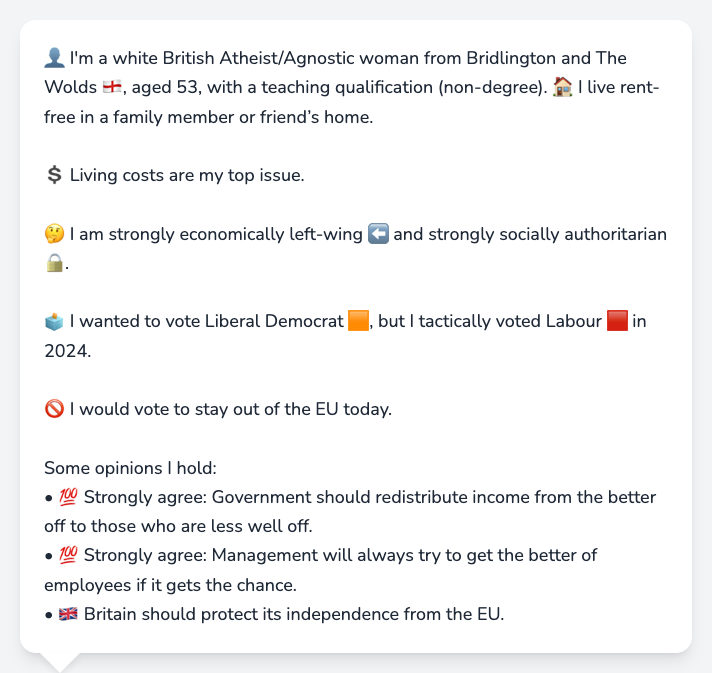 👤 I'm a white British Atheist/Agnostic woman from Bridlington and The
Wolds 🏴󠁧󠁢󠁥󠁮󠁧󠁿, aged 53, with a teaching qualification (non-degree). 🏠 I live rent-
free in a family member or friend’s home.
💲 Living costs are my top issue.
🤔 I am strongly economically left-wing ⬅️ and strongly socially authoritarian
🔒.
🗳️ I wanted to vote Liberal Democrat 🟧, but I tactically voted Labour 🟥 in
2024.
🚫 I would vote to stay out of the EU today.
Some opinions I hold:
• 💯 Strongly agree: Government should redistribute income from the better
off to those who are less well off.
• 💯 Strongly agree: Management will always try to get the better of
employees if it gets the chance.
• 🇬🇧 Britain should protect its independence from the EU.